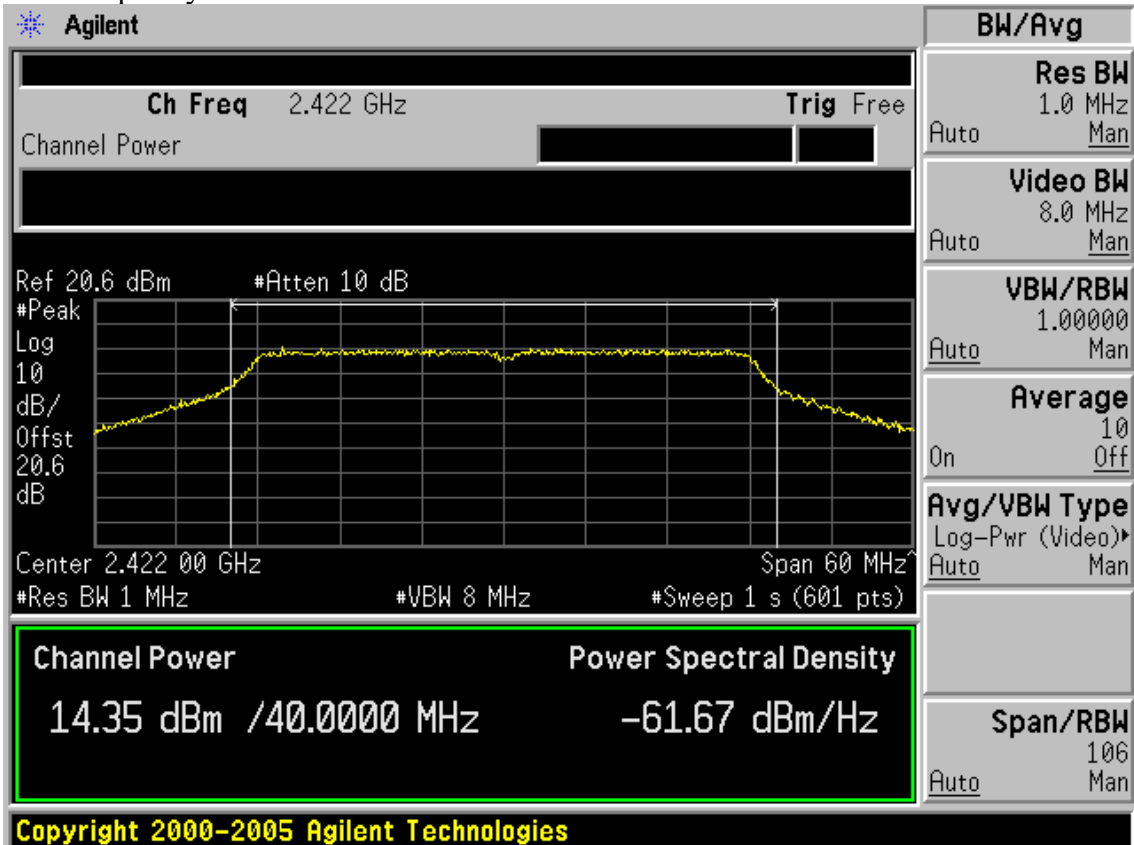 Agilent
BW/Avg
Ch Freq 2.422 GHz Trig Free
Channel Power
Res BW
1.0 MHz
Auto Man
Video BW
8.0 MHz
Auto Man
VBW/RBW
1.00000
Auto Man
Average
10
On Off
Avg/VBW Type
Log-Pwr (Video)▸
Auto Man
Span/RBW
106
Auto Man
Ref 20.6 dBm #Atten 10 dB
#Peak
Log
10
dB/
Offst
20.6
dB
Center 2.422 00 GHz Span 60 MHz^
#Res BW 1 MHz #VBW 8 MHz #Sweep 1 s (601 pts)
Channel Power Power Spectral Density
14.35 dBm /40.0000 MHz -61.67 dBm/Hz
Copyright 2000-2005 Agilent Technologies